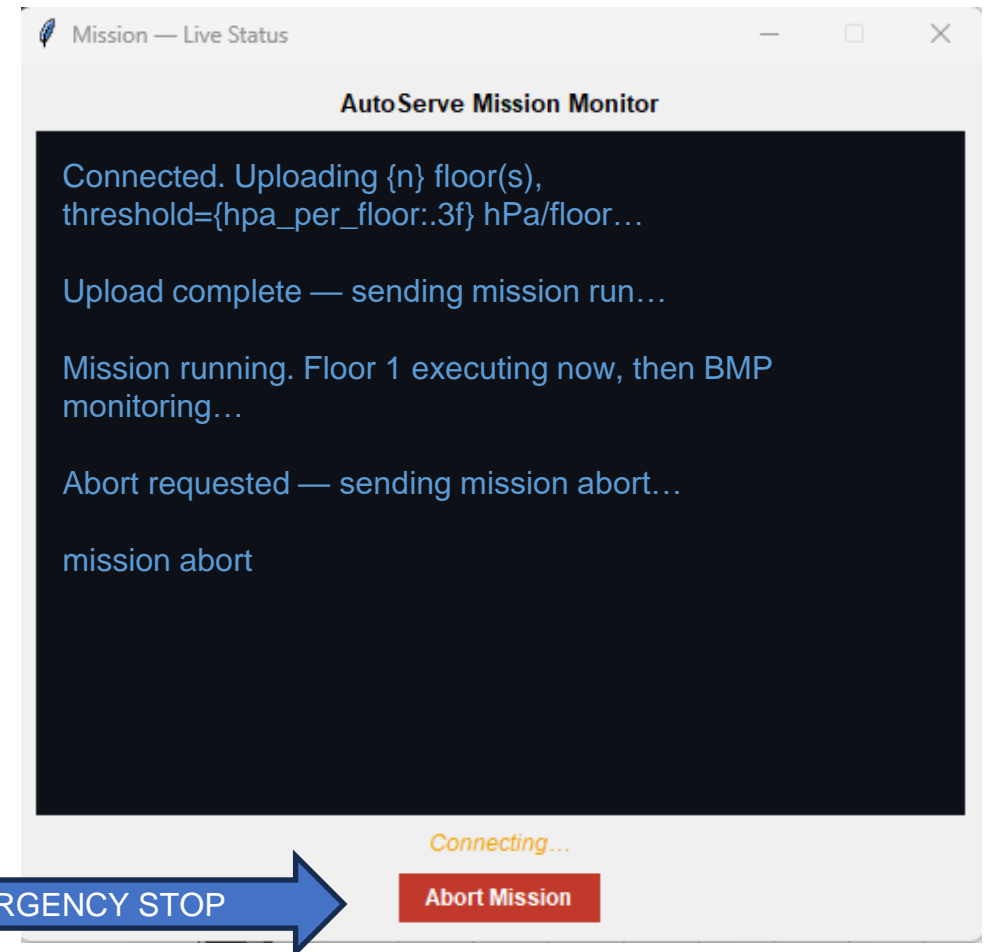 Mission — Live Status
AutoServe Mission Monitor
Connected. Uploading {n} floor(s),
threshold={hpa_per_floor:.3f} hPa/floor…
Upload complete — sending mission run…
Mission running. Floor 1 executing now, then BMP
monitoring…
Abort requested — sending mission abort…
mission abort
Connecting…
Abort Mission
RGENCY STOP